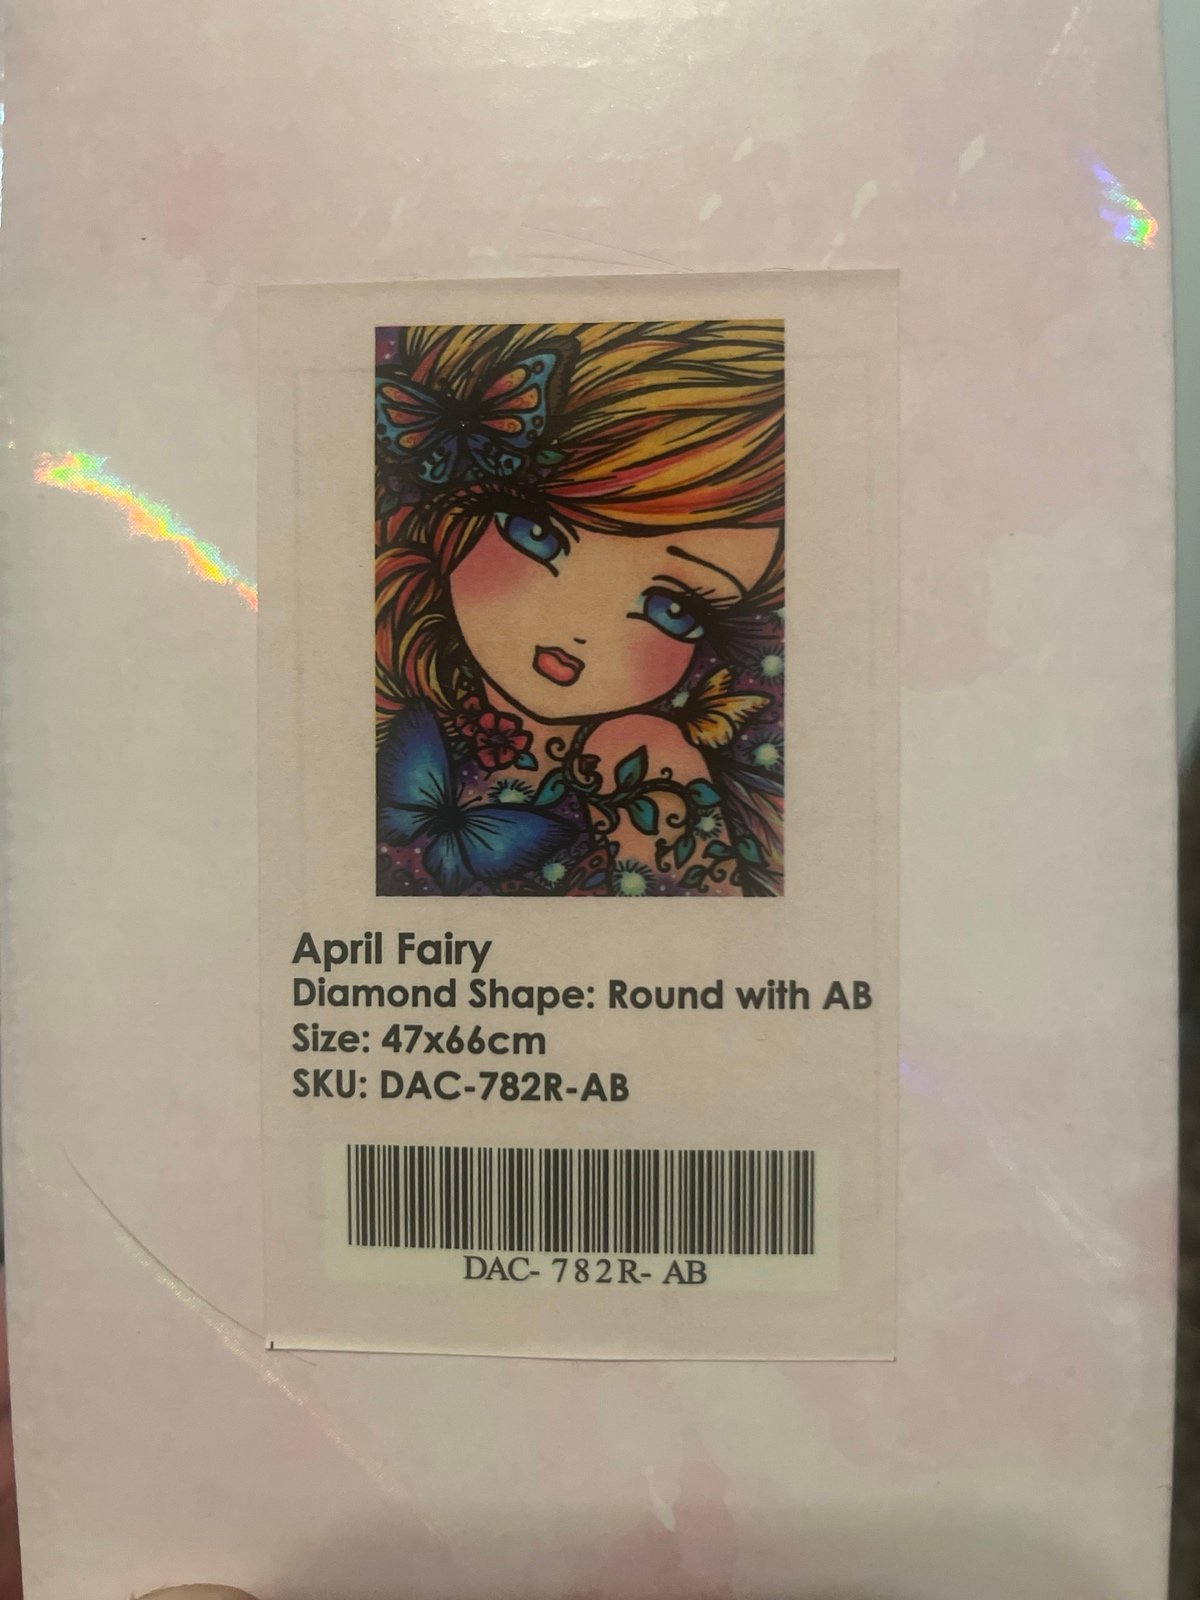 April Fairy
Diamond Shape: Round with AB
Size: 47x66cm
SKU: DAC-782R-AB
DAC- 782R- AB